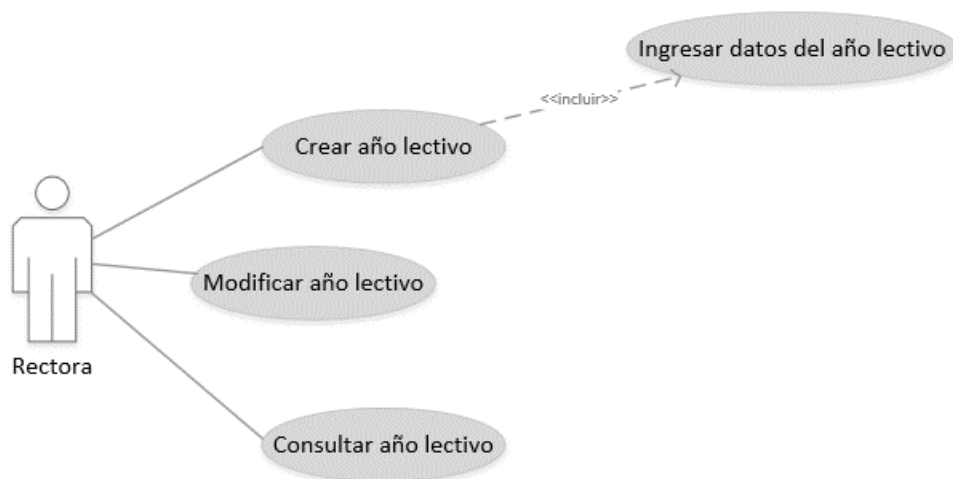 Ingresar datos del año lectivo
<<incluir>>
Crear año lectivo
Modificar año lectivo
Rectora
Consultar año lectivo